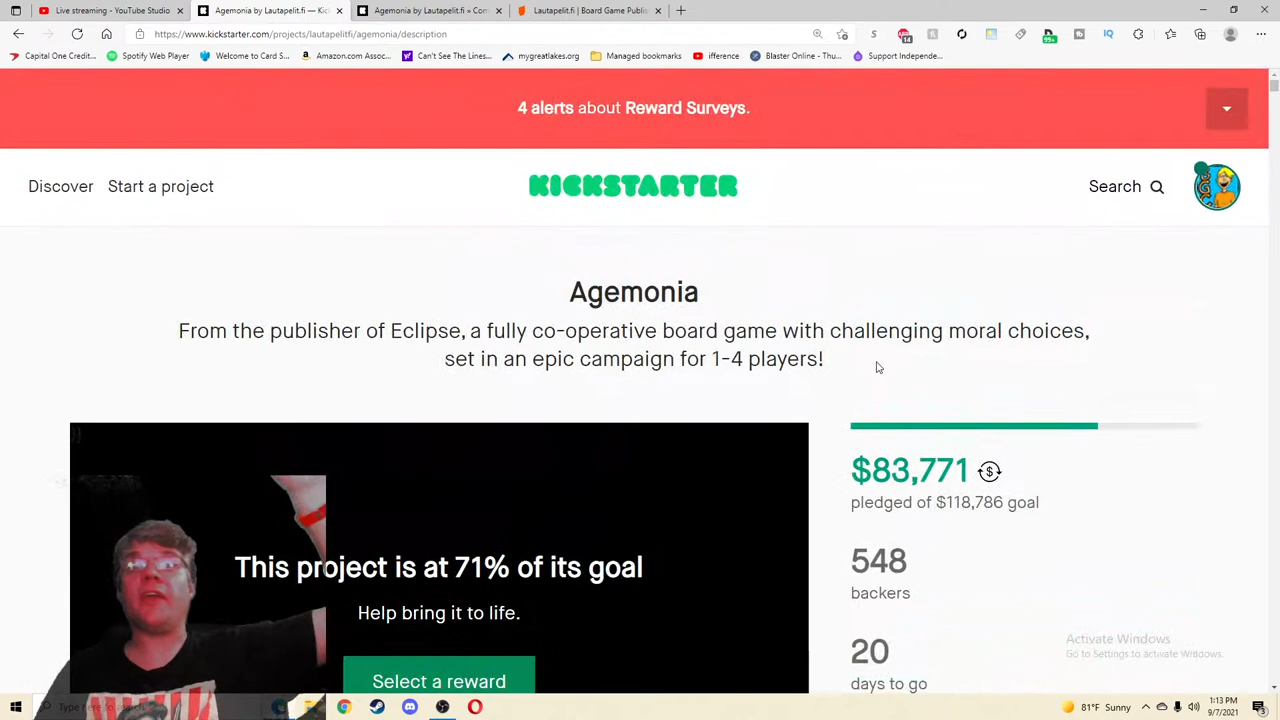 Live streaming - YouTube Studio
Agemonia by Lautapelit.fi — Kic
Agemonia by Lautapelit.fi » Com
Lautapelit.fi | Board Game Publis
https://www.kickstarter.com/projects/lautapelitfi/agemonia/description
Capital One Credit...
Spotify Web Player
Welcome to Card S...
Amazon.com Assoc...
Can't See The Lines...
mygreatlakes.org
Managed bookmarks
ifference
Blaster Online - Thu...
Support Independe...
4 alerts about Reward Surveys.
Discover
Start a project
KICKSTARTER
Search
Agemonia
From the publisher of Eclipse, a fully co-operative board game with challenging moral choices,
set in an epic campaign for 1-4 players!
$83,771
pledged of $118,786 goal
548
backers
20
days to go
This project is at 71% of its goal
Help bring it to life.
Select a reward
Activate Windows
Go to Settings to activate Windows.
Type here to search
81°F Sunny
1:13 PM
9/7/2021